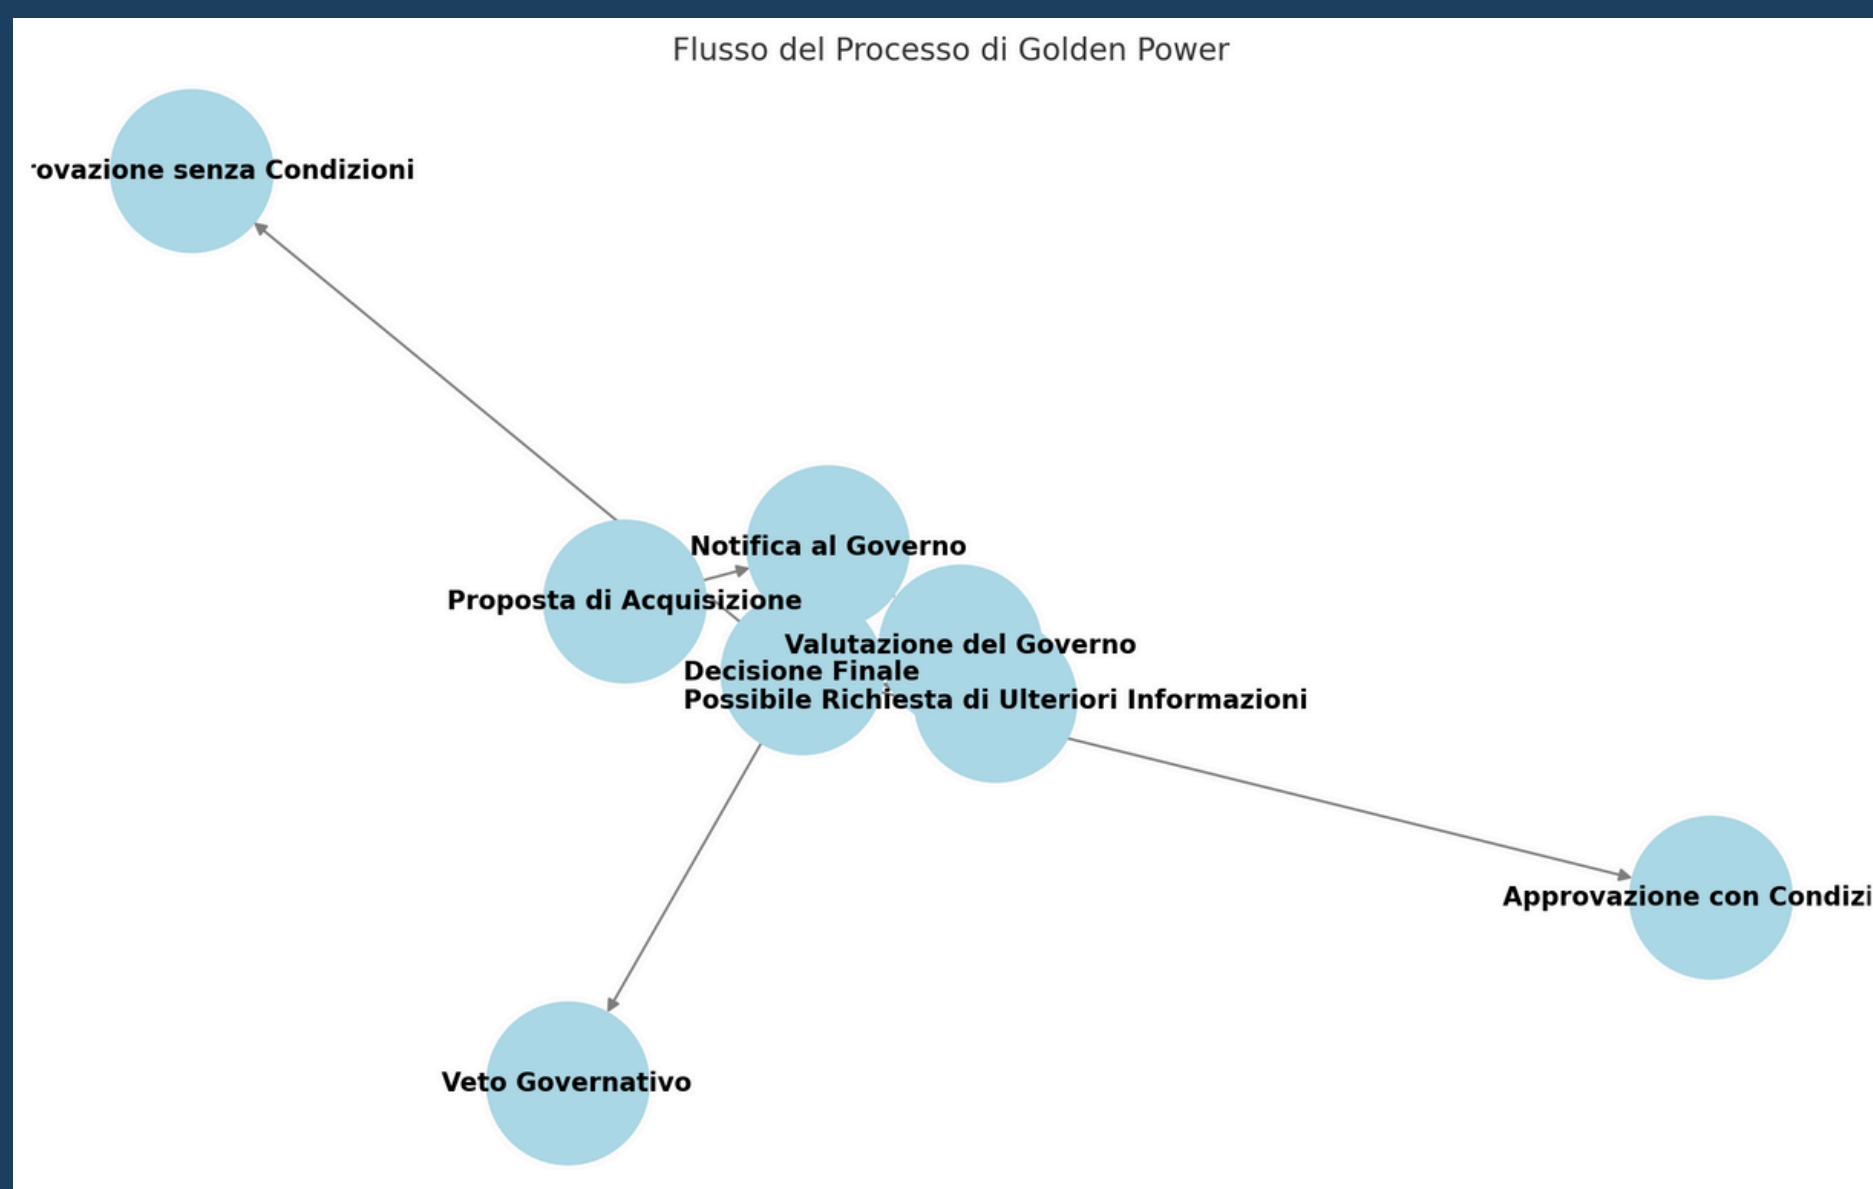 Flusso del Processo di Golden Power
rovazione senza Condizioni
Notifica al Governo
Proposta di Acquisizione
Valutazione del Governo
Decisione Finale
Possibile Richiesta di Ulteriori Informazioni
Approvazione con Condizi
Veto Governativo